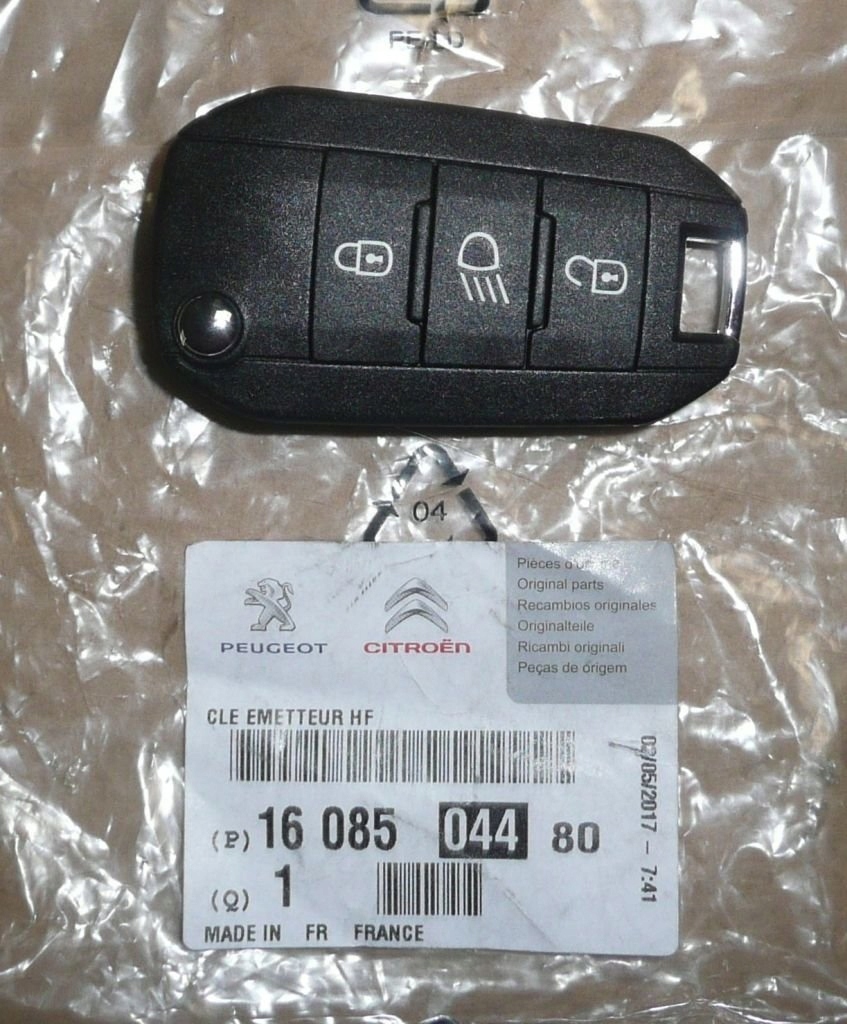 04
PEUGEOT
CITROËN
Pièces
Original parts
Recambios originales
Originalteile
Ricambi originali
Peças de origem
CLE EMETTEUR HF
(P) 16 085 044 80
(Q) 1
MADE IN FR FRANCE
02/05/2017 - 7:41